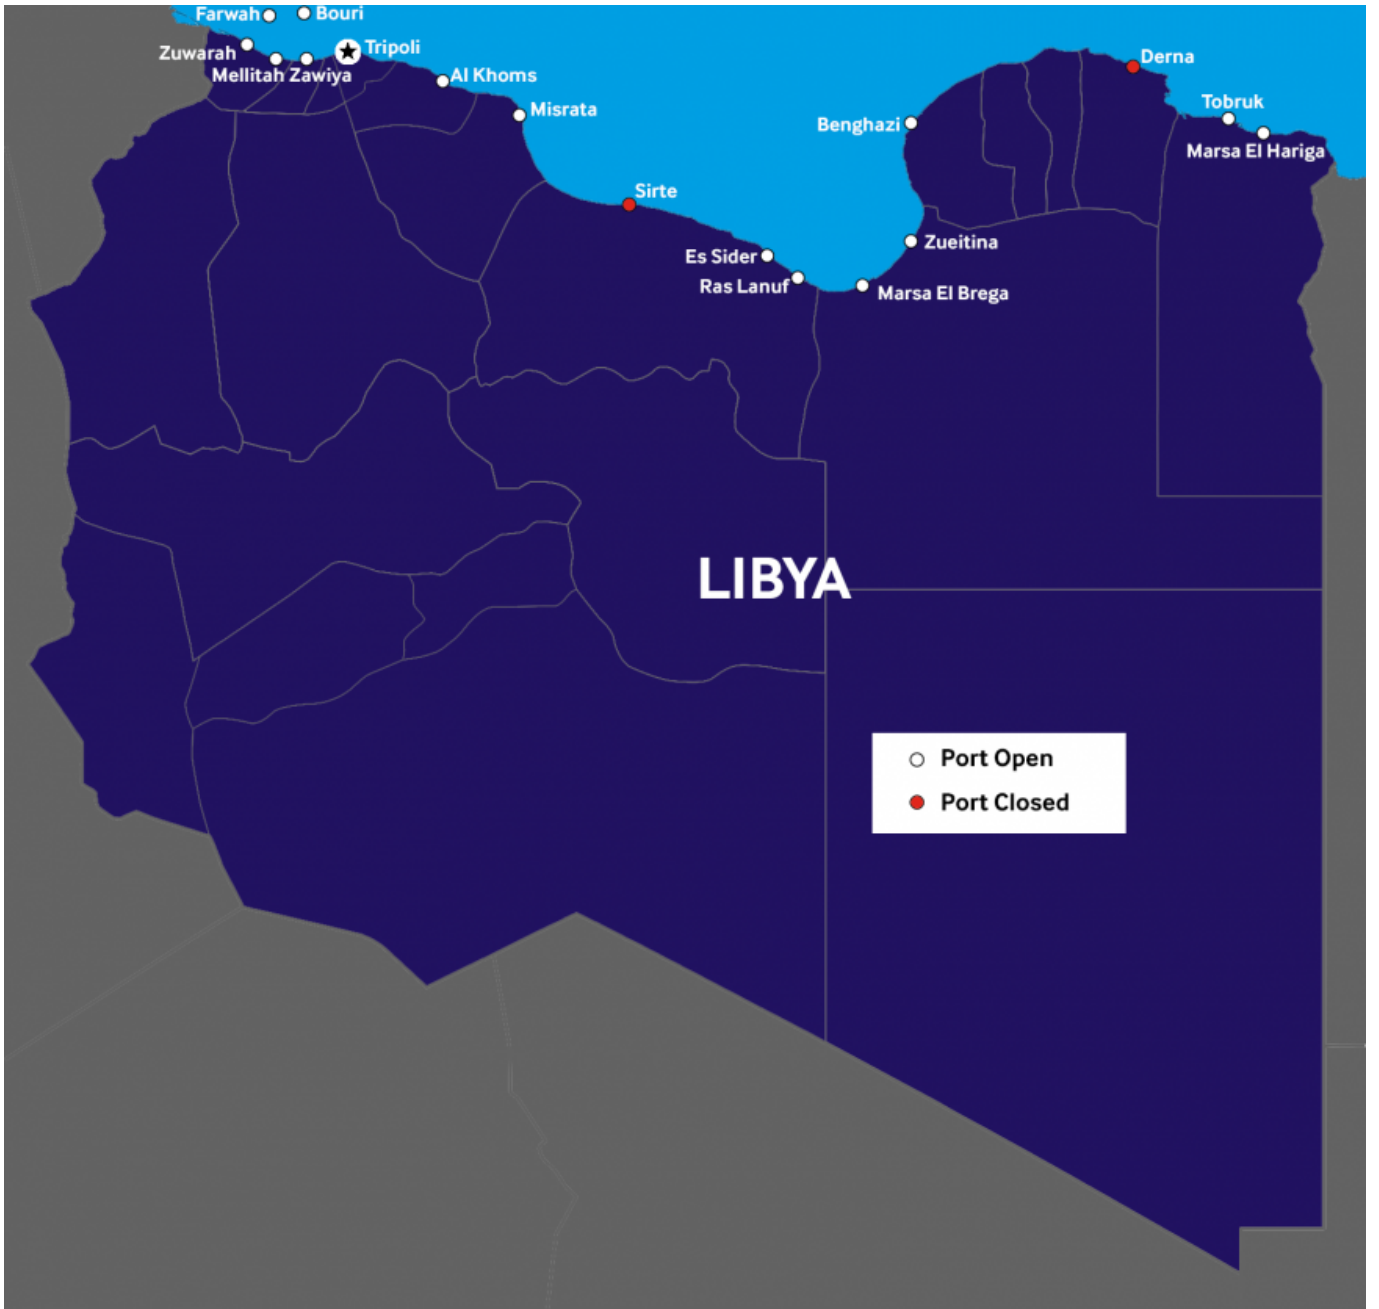 Farwah
Bouri
Zuwarah
Tripoli
Mellitah Zawiya
Al Khoms
Misrata
Derna
Tobruk
Benghazi
Marsa El Hariga
Sirte
Zueitina
Es Sider
Ras Lanuf
Marsa El Brega
LIBYA
Port Open
Port Closed